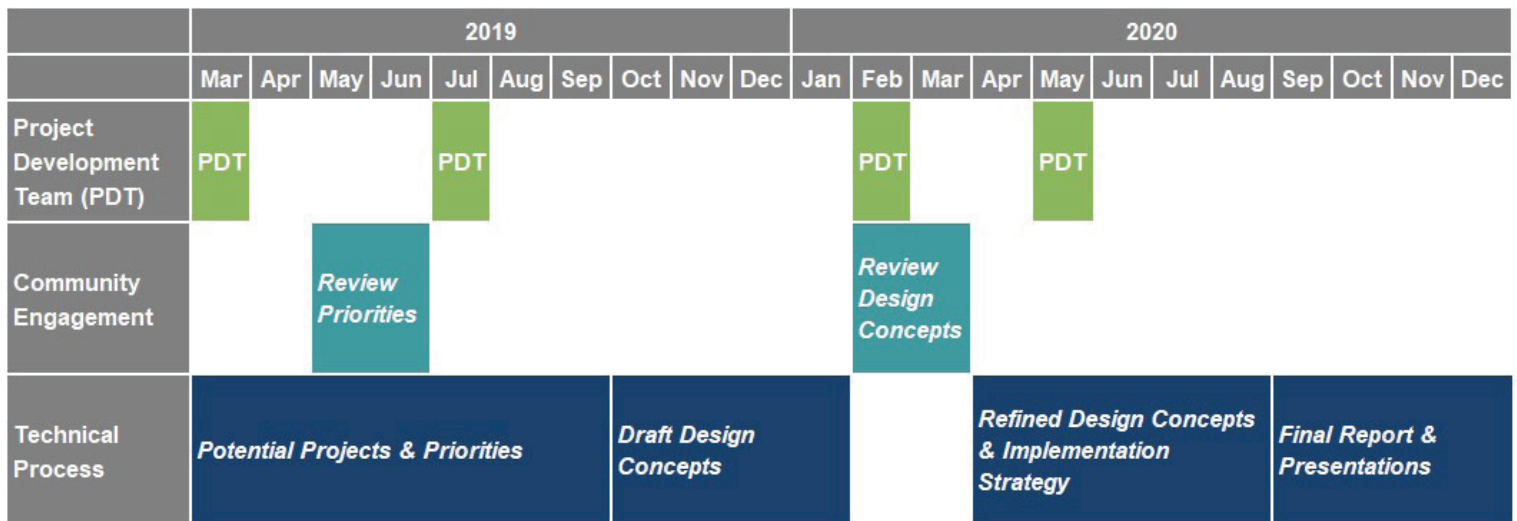 2019 2020
Mar Apr May Jun Jul Aug Sep Oct Nov Dec Jan Feb Mar Apr May Jun Jul Aug Sep Oct Nov Dec
Project
Development
Team (PDT)
PDT PDT PDT PDT
Community
Engagement
Review
Priorities
Review
Design
Concepts
Technical
Process
Potential Projects & Priorities
Draft Design
Concepts
Refined Design Concepts
& Implementation
Strategy
Final Report &
Presentations